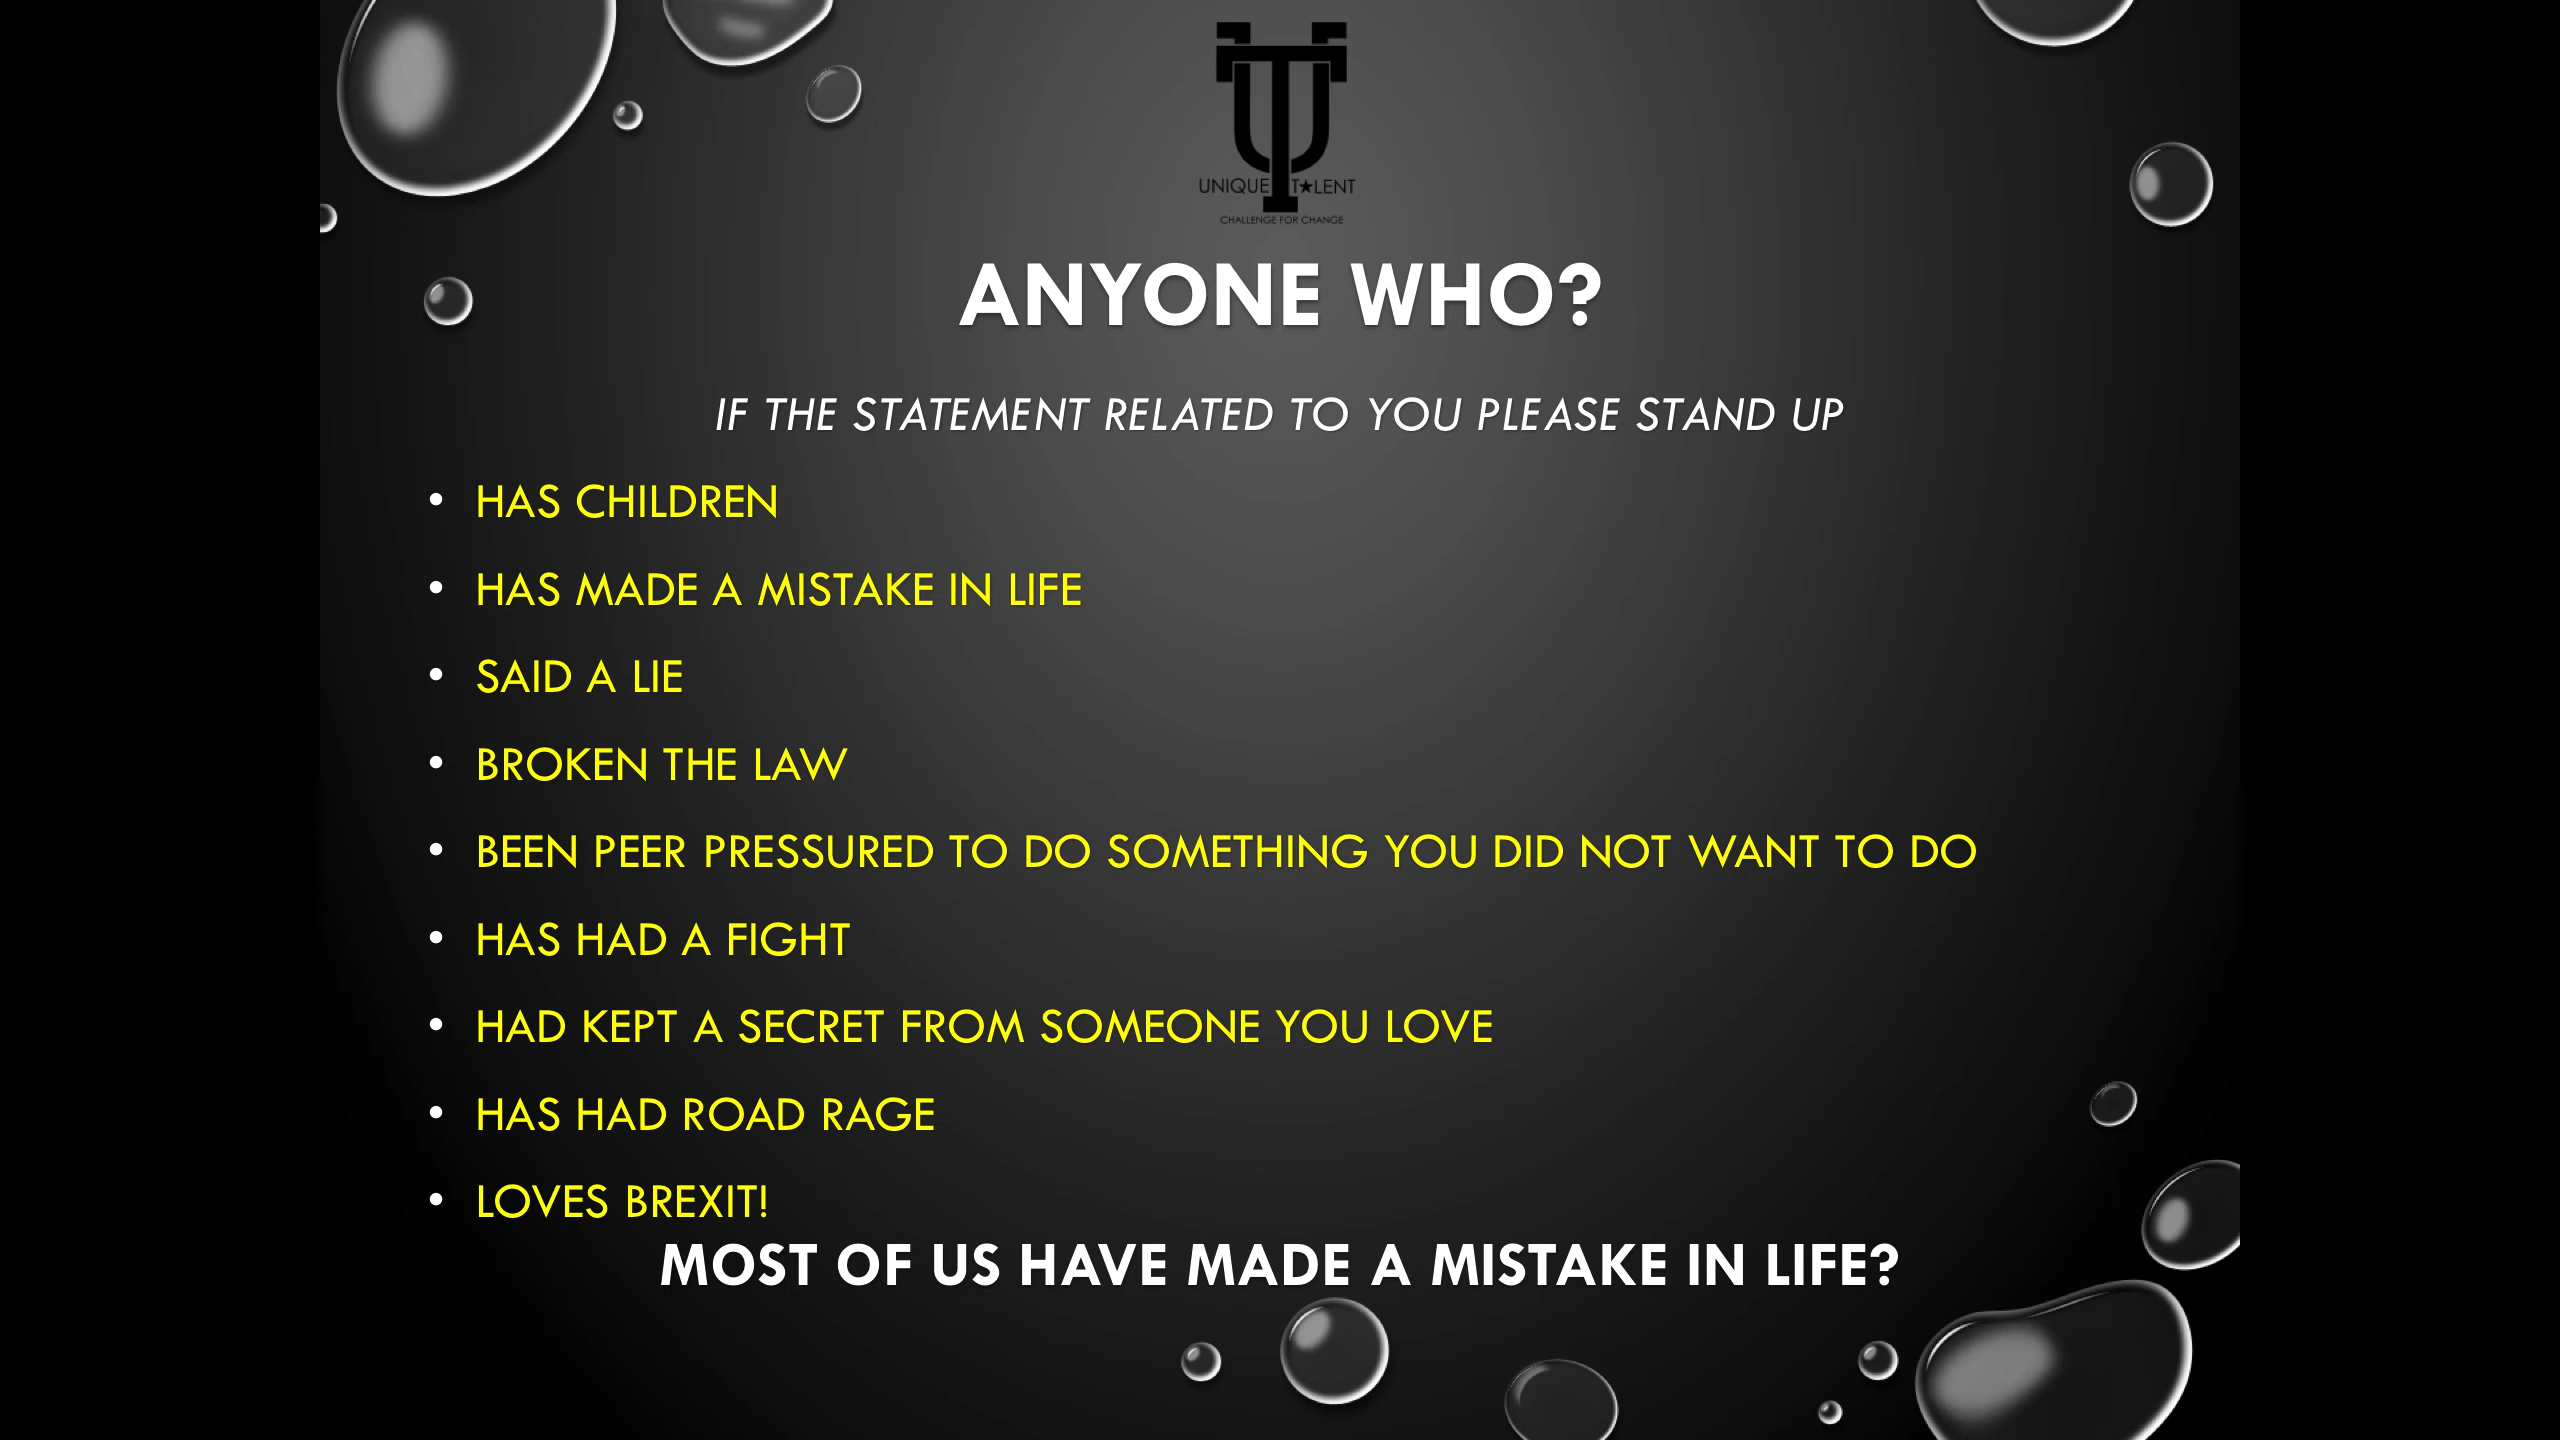 UNIQUE T★LENT
CHALLENGE FOR CHANGE
ANYONE WHO?
IF THE STATEMENT RELATED TO YOU PLEASE STAND UP
• HAS CHILDREN
• HAS MADE A MISTAKE IN LIFE
• SAID A LIE
• BROKEN THE LAW
• BEEN PEER PRESSURED TO DO SOMETHING YOU DID NOT WANT TO DO
• HAS HAD A FIGHT
• HAD KEPT A SECRET FROM SOMEONE YOU LOVE
• HAS HAD ROAD RAGE
• LOVES BREXIT!
MOST OF US HAVE MADE A MISTAKE IN LIFE?